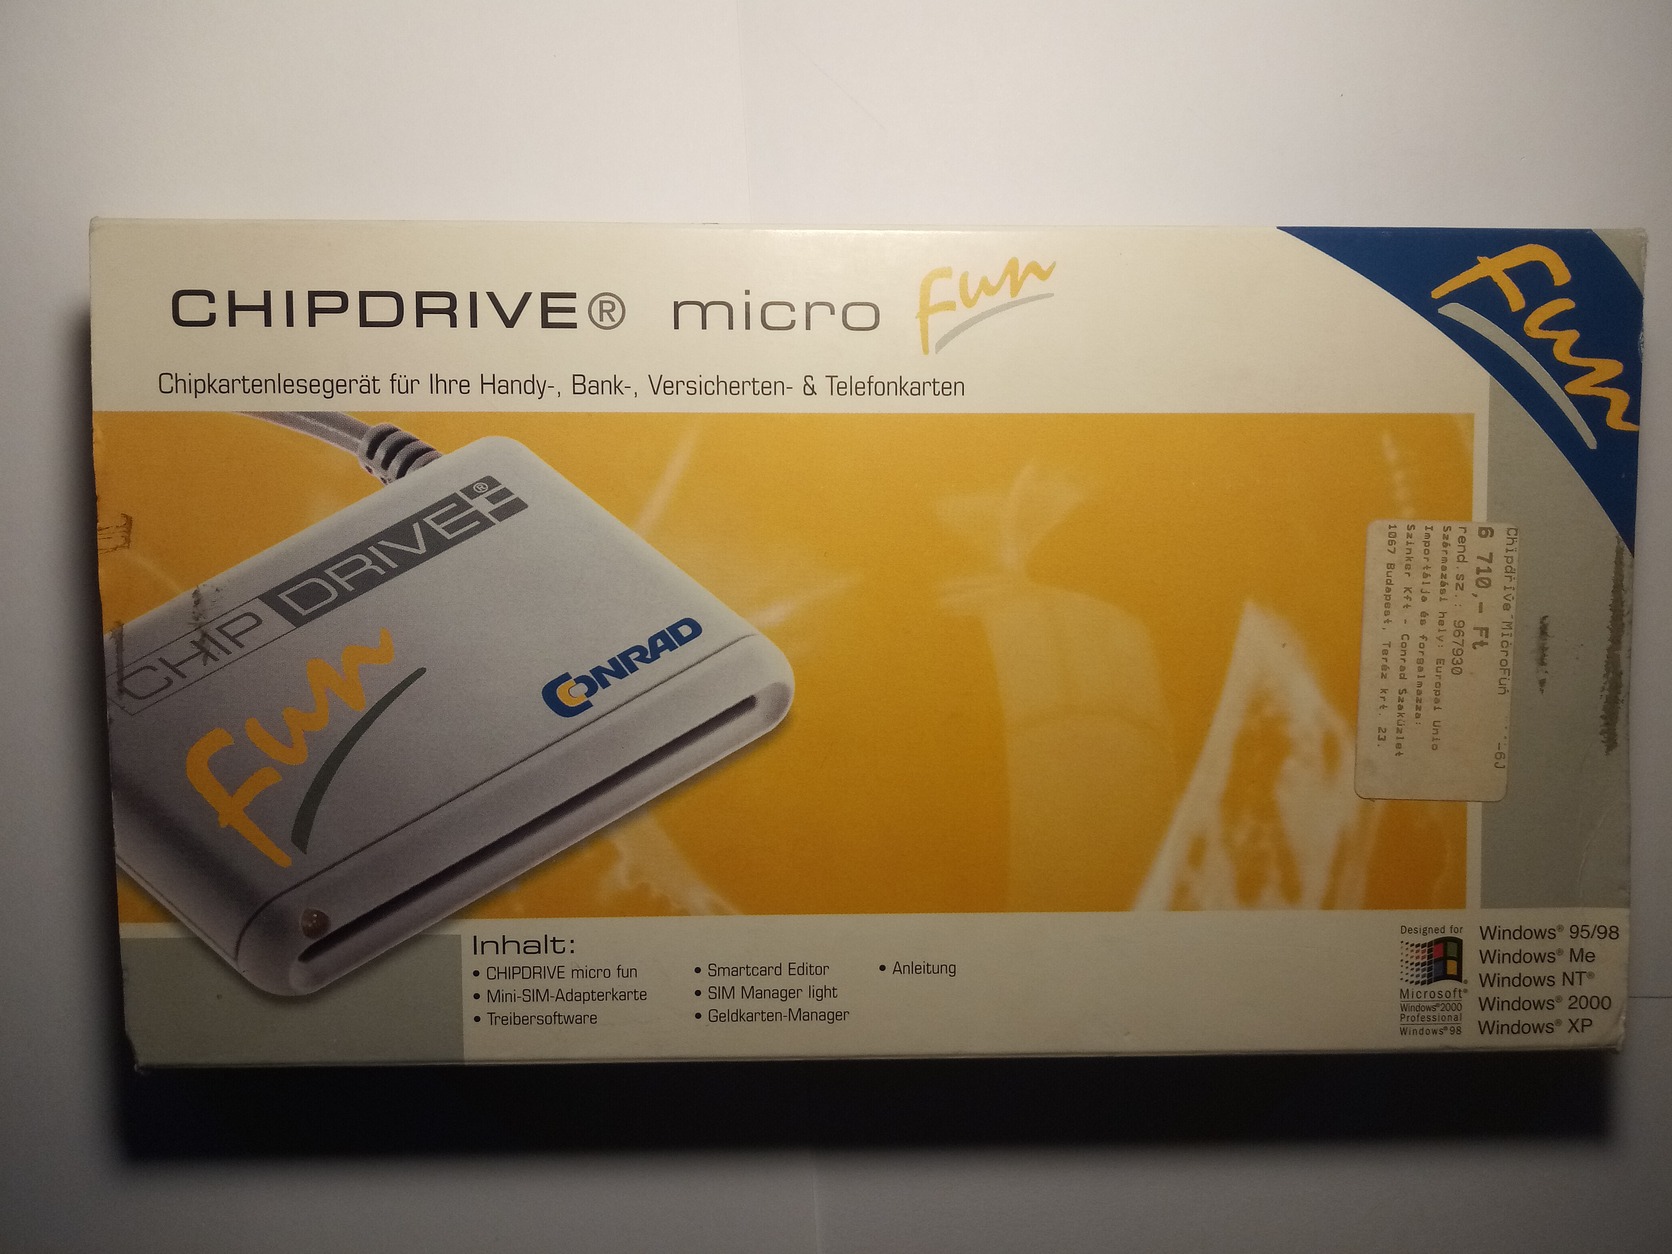 CHIPDRIVE® micro Fun
Fun
Chipkartenlesegerät für Ihre Handy-, Bank-, Versicherten- & Telefonkarten
CHIP DRIVE®
Fun
CONRAD
Chipdrive MicroFun
-6J
6 710,- Ft
rend.sz.: 967930
Származási hely: Európai Unio
Importálja és forgalmazza:
Szinker Kft - Conrad Szaküzlet
1067 Budapest, Teréz krt. 23.
Inhalt:
• CHIPDRIVE micro fun
• Mini-SIM-Adapterkarte
• Treibersoftware
• Smartcard Editor
• SIM Manager light
• Geldkarten-Manager
• Anleitung
Designed for
Microsoft®
Windows®2000
Professional
Windows®98
Windows® 95/98
Windows® Me
Windows NT®
Windows® 2000
Windows® XP